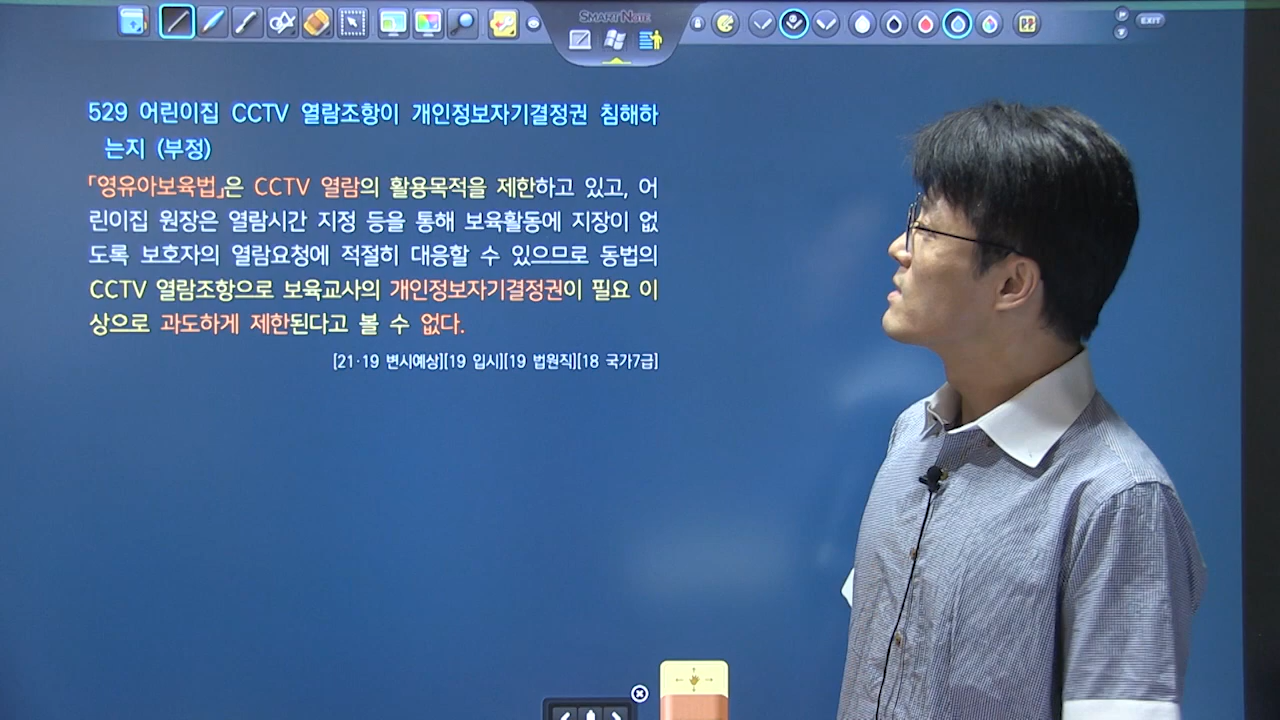 SMART NOTE
EXIT
529 어린이집 CCTV 열람조항이 개인정보자기결정권 침해하
는지 (부정)
「영유아보육법」은 CCTV 열람의 활용목적을 제한하고 있고, 어
린이집 원장은 열람시간 지정 등을 통해 보육활동에 지장이 없
도록 보호자의 열람요청에 적절히 대응할 수 있으므로 동법의
CCTV 열람조항으로 보육교사의 개인정보자기결정권이 필요 이
상으로 과도하게 제한된다고 볼 수 없다.
[21·19 변시예상][19 입시][19 법원직][18 국가7급]